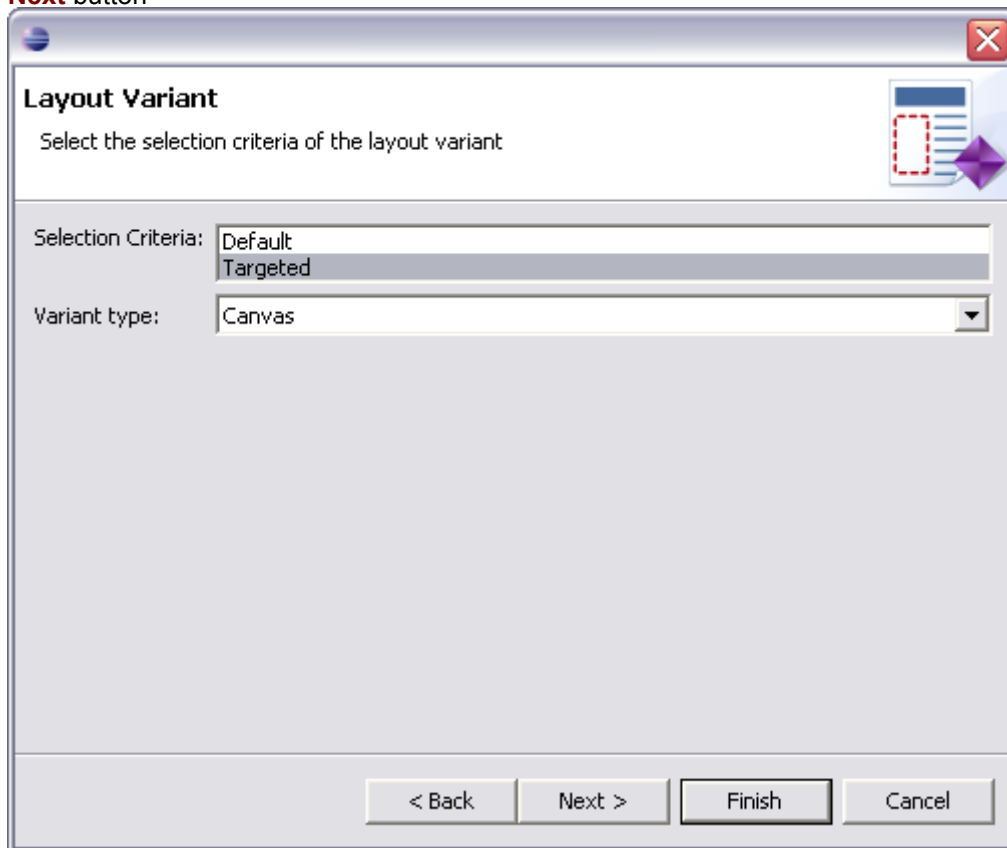 Next button
Layout Variant
Select the selection criteria of the layout variant
Selection Criteria:
Default
Targeted
Variant type:
Canvas
< Back
Next >
Finish
Cancel